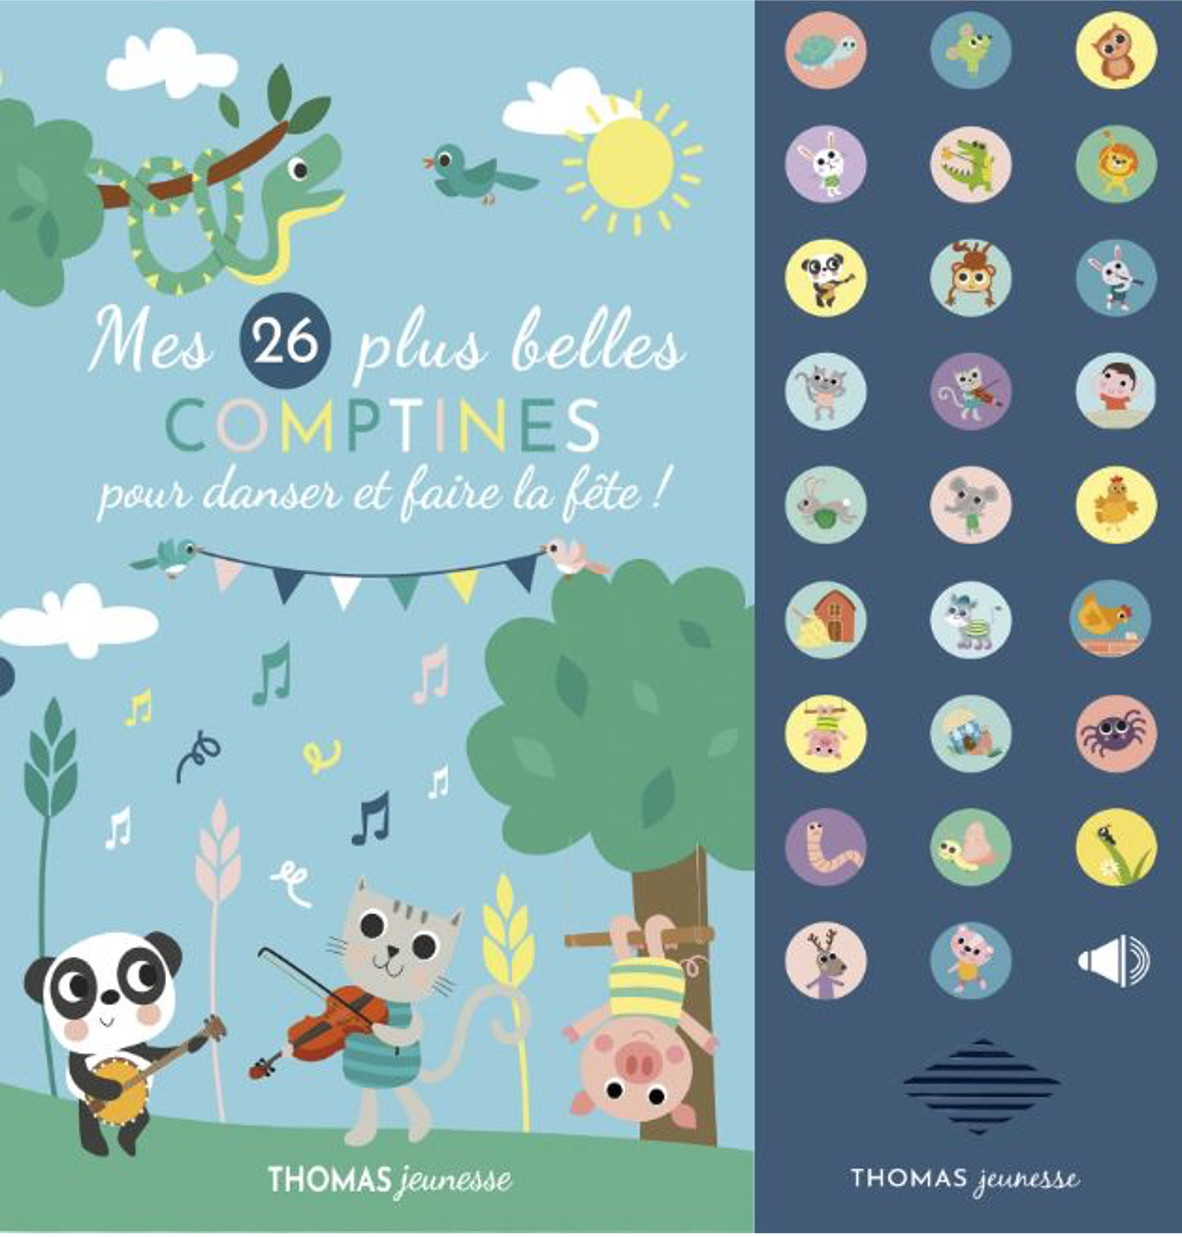 Mes 26 plus belles
COMPTINES
pour danser et faire la fête !
THOMAS jeunesse
THOMAS jeunesse